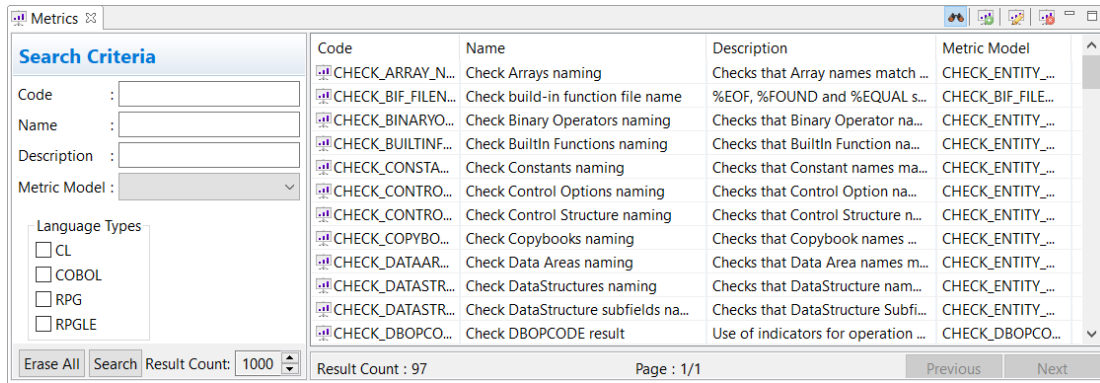 Metrics
Search Criteria
Code :
Name :
Description :
Metric Model :
Language Types
CL
COBOL
RPG
RPGLE
Erase All Search Result Count: 1000
Code Name Description Metric Model
CHECK_ARRAY_N... Check Arrays naming Checks that Array names match ... CHECK_ENTITY_...
CHECK_BIF_FILEN... Check build-in function file name %EOF, %FOUND and %EQUAL s... CHECK_BIF_FILE...
CHECK_BINARYO... Check Binary Operators naming Checks that Binary Operator na... CHECK_ENTITY_...
CHECK_BUILTINF... Check BuiltIn Functions naming Checks that BuiltIn Function na... CHECK_ENTITY_...
CHECK_CONSTA... Check Constants naming Checks that Constant names ma... CHECK_ENTITY_...
CHECK_CONTRO... Check Control Options naming Checks that Control Option na... CHECK_ENTITY_...
CHECK_CONTRO... Check Control Structure naming Checks that Control Structure n... CHECK_ENTITY_...
CHECK_COPYBO... Check Copybooks naming Checks that Copybook names ... CHECK_ENTITY_...
CHECK_DATAAR... Check Data Areas naming Checks that Data Area names m... CHECK_ENTITY_...
CHECK_DATASTR... Check DataStructures naming Checks that DataStructure nam... CHECK_ENTITY_...
CHECK_DATASTR... Check DataStructure subfields na... Checks that DataStructure Subfi... CHECK_ENTITY_...
CHECK_DBOPCO... Check DBOPCODE result Use of indicators for operation ... CHECK_DBOPCO...
Result Count : 97 Page : 1/1 Previous Next